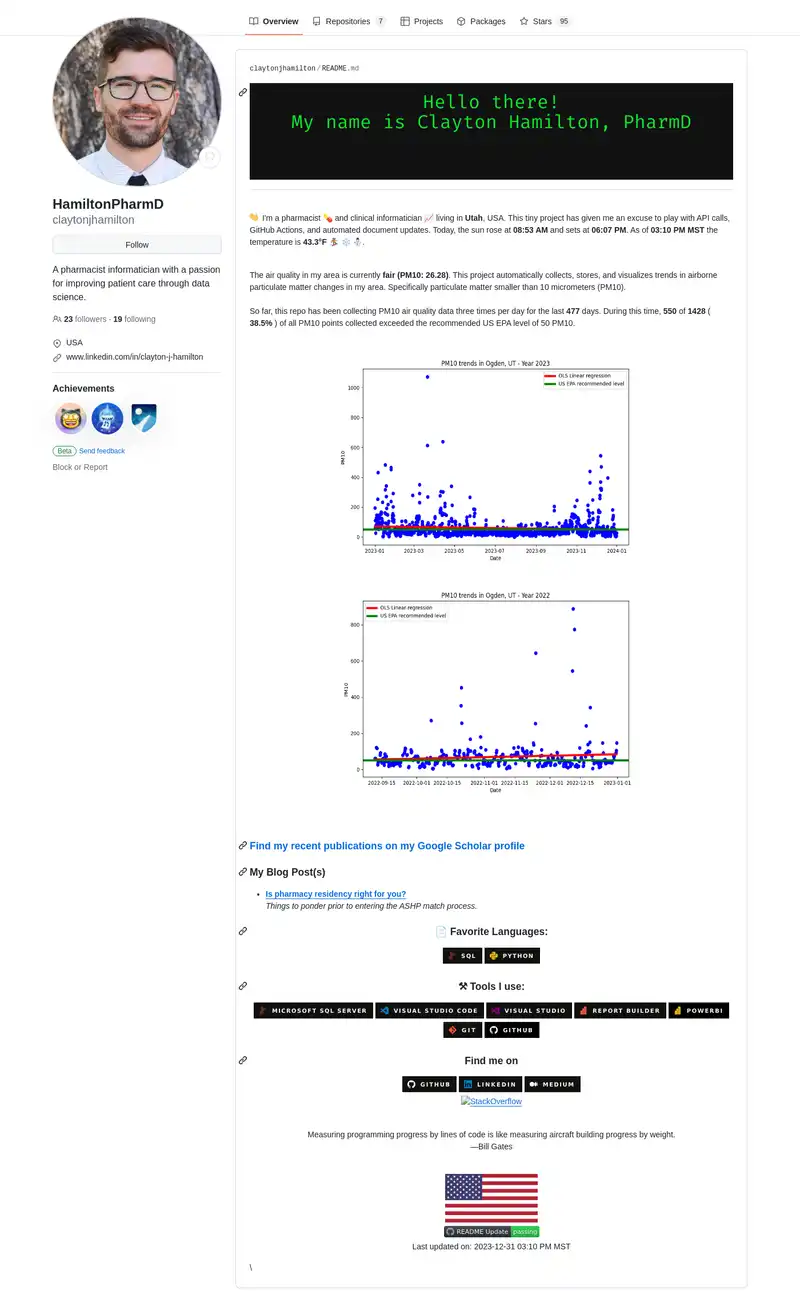 Overview Repositories 7 Projects Packages Stars 95
claytonjhamilton/README.md
Hello there!
My name is Clayton Hamilton, PharmD
HamiltonPharmD
claytonjhamilton
Follow
A pharmacist informatician with a passion
for improving patient care through data
science.
23 followers · 19 following
USA
www.linkedin.com/in/clayton-j-hamilton
Achievements
Beta Send feedback
Block or Report
👋 I'm a pharmacist 💊 and clinical informatician 📈 living in Utah, USA. This tiny project has given me an excuse to play with API calls,
GitHub Actions, and automated document updates. Today, the sun rose at 08:53 AM and sets at 06:07 PM. As of 03:10 PM MST the
temperature is 43.3°F 🏂 ❄️ ⛄.
The air quality in my area is currently fair (PM10: 26.28). This project automatically collects, stores, and visualizes trends in airborne
particulate matter changes in my area. Specifically particulate matter smaller than 10 micrometers (PM10).
So far, this repo has been collecting PM10 air quality data three times per day for the last 477 days. During this time, 550 of 1428 (
38.5% ) of all PM10 points collected exceeded the recommended US EPA level of 50 PM10.
PM10 trends in Ogden, UT - Year 2023
OLS Linear regression
US EPA recommended level
1000
800
600
400
200
0
PM10
2023-01 2023-03 2023-05 2023-07 2023-09 2023-11 2024-01
Date
PM10 trends in Ogden, UT - Year 2022
OLS Linear regression
US EPA recommended level
800
600
400
200
0
PM10
2022-09-15 2022-10-01 2022-10-15 2022-11-01 2022-11-15 2022-12-01 2022-12-15 2023-01-01
Date
Find my recent publications on my Google Scholar profile
My Blog Post(s)
• Is pharmacy residency right for you?
Things to ponder prior to entering the ASHP match process.
📄 Favorite Languages:
SQL PYTHON
⚒ Tools I use:
MICROSOFT SQL SERVER VISUAL STUDIO CODE VISUAL STUDIO REPORT BUILDER POWERBI
GIT GITHUB
Find me on
GITHUB LINKEDIN MEDIUM
StackOverflow
Measuring programming progress by lines of code is like measuring aircraft building progress by weight.
—Bill Gates
README Update passing
Last updated on: 2023-12-31 03:10 PM MST
\